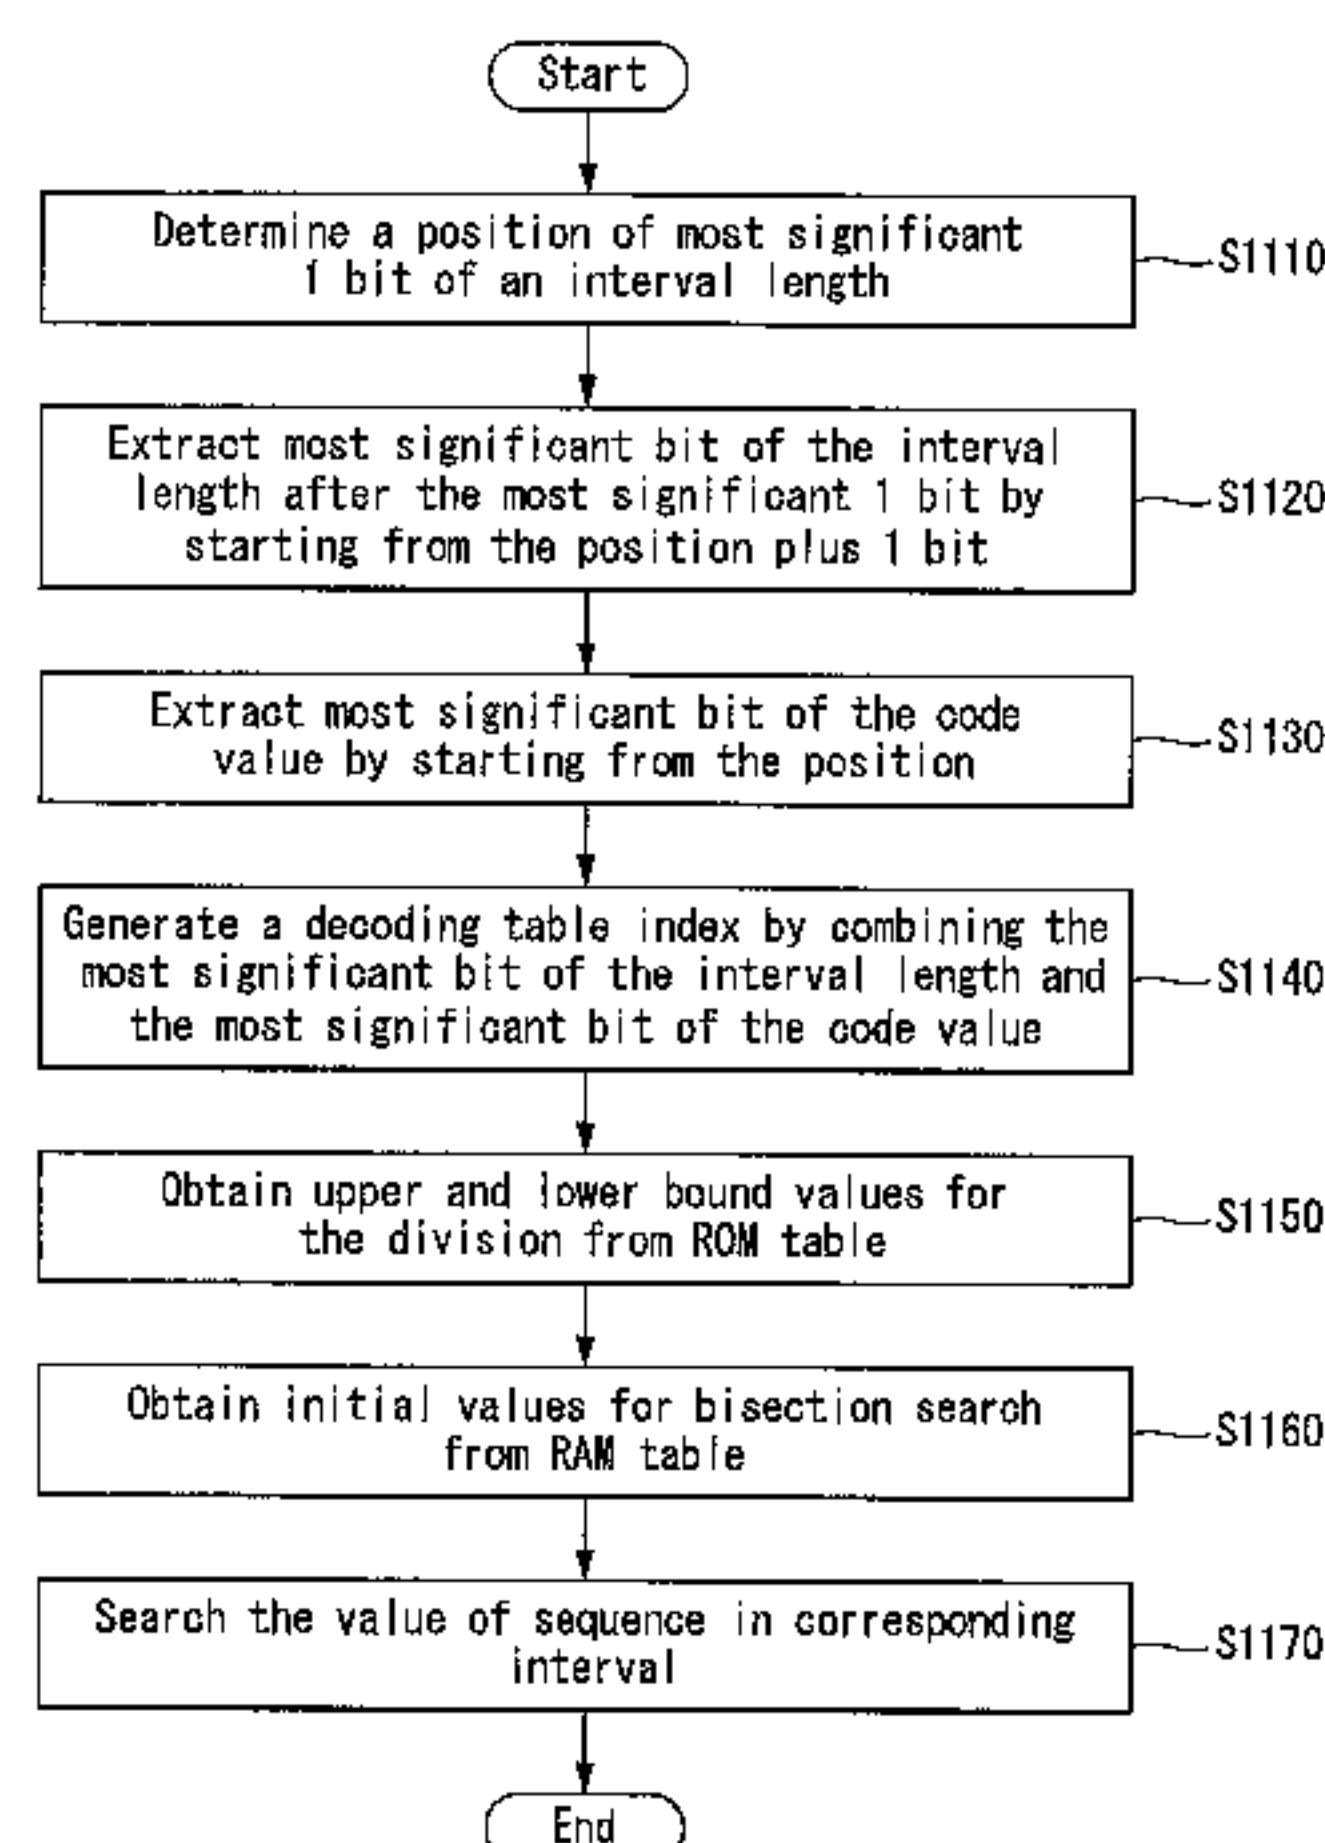 Start
Determine a position of most significant
1 bit of an interval length
S1110
Extract most significant bit of the interval
length after the most significant 1 bit by
starting from the position plus 1 bit
S1120
Extract most significant bit of the code
value by starting from the position
S1130
Generate a decoding table index by combining the
most significant bit of the interval length and
the most significant bit of the code value
S1140
Obtain upper and lower bound values for
the division from ROM table
S1150
Obtain initial values for bisection search
from RAM table
S1160
Search the value of sequence in corresponding
interval
S1170
End